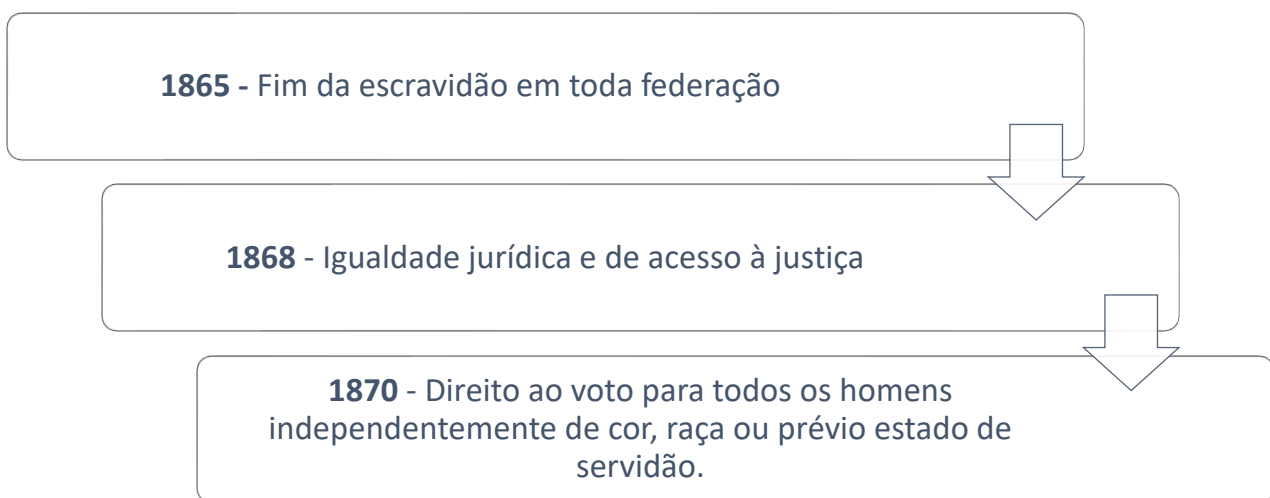 1865 - Fim da escravidão em toda federação
1868 - Igualdade jurídica e de acesso à justiça
1870 - Direito ao voto para todos os homens
independentemente de cor, raça ou prévio estado de
servidão.